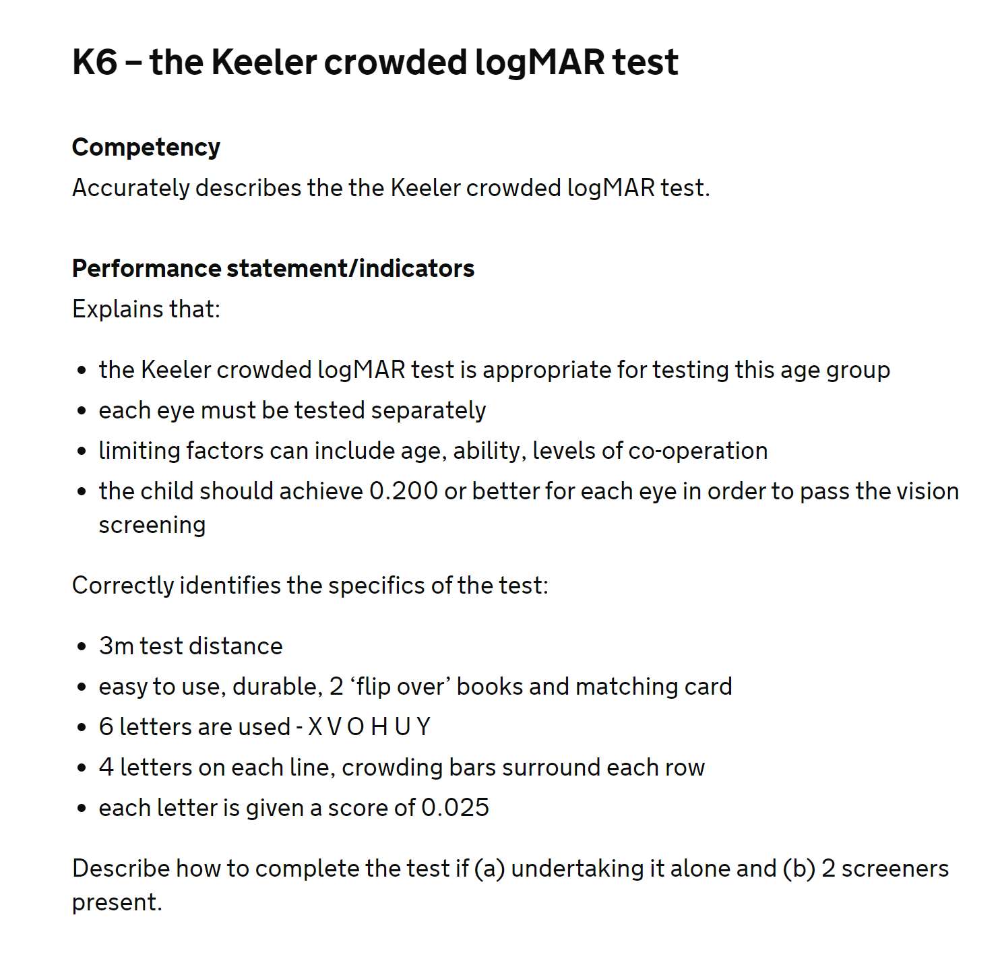 K6 – the Keeler crowded logMAR test
Competency
Accurately describes the the Keeler crowded logMAR test.
Performance statement/indicators
Explains that:
• the Keeler crowded logMAR test is appropriate for testing this age group
• each eye must be tested separately
• limiting factors can include age, ability, levels of co-operation
• the child should achieve 0.200 or better for each eye in order to pass the vision
screening
Correctly identifies the specifics of the test:
• 3m test distance
• easy to use, durable, 2 ‘flip over’ books and matching card
• 6 letters are used - X V O H U Y
• 4 letters on each line, crowding bars surround each row
• each letter is given a score of 0.025
Describe how to complete the test if (a) undertaking it alone and (b) 2 screeners
present.